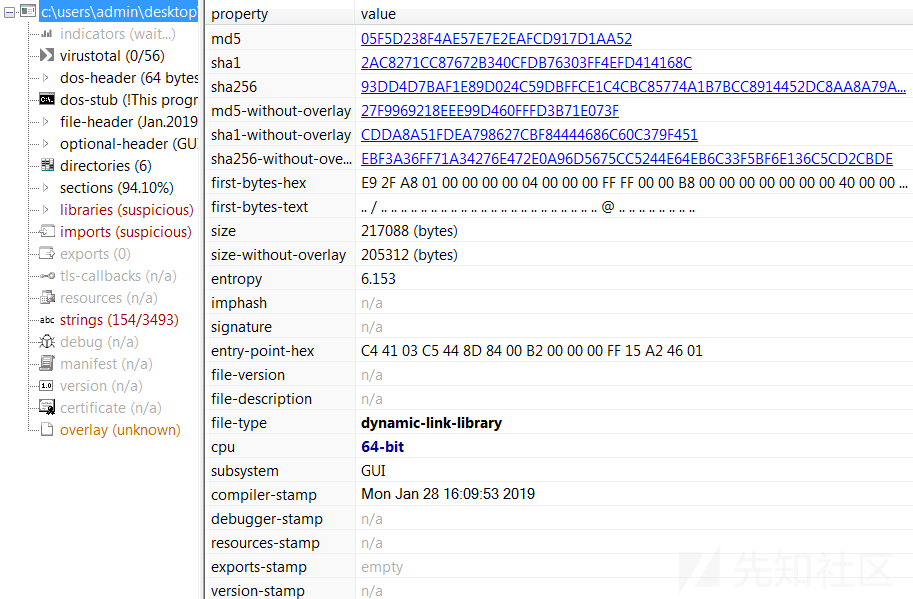 c:\users\admin\desktop
indicators (wait...)
virustotal (0/56)
dos-header (64 bytes
dos-stub (!This progr
file-header (Jan.2019
optional-header (GU
directories (6)
sections (94.10%)
libraries (suspicious)
imports (suspicious)
exports (0)
tls-callbacks (n/a)
resources (n/a)
abc strings (154/3493)
debug (n/a)
manifest (n/a)
1.0 version (n/a)
certificate (n/a)
overlay (unknown)
property value
md5 05F5D238F4AE57E7E2EAFCD917D1AA52
sha1 2AC8271CC87672B340CFDB76303FF4EFD414168C
sha256 93DD4D7BAF1E89D024C59DBFFCE1C4CBC85774A1B7BCC8914452DC8AA8A79A...
md5-without-overlay 27F9969218EEE99D460FFFD3B71E073F
sha1-without-overlay CDDA8A51FDEA798627CBF84444686C60C379F451
sha256-without-ove... EBF3A36FF71A34276E472E0A96D5675CC5244E64EB6C33F5BF6E136C5CD2CBDE
first-bytes-hex E9 2F A8 01 00 00 00 00 04 00 00 00 FF FF 00 00 B8 00 00 00 00 00 00 00 40 00 00 ...
first-bytes-text .. / .. .. .. .. .. .. .. .. .. .. .. .. .. .. .. .. .. .. .. .. .. .. @ .. .. .. .. .. .. ..
size 217088 (bytes)
size-without-overlay 205312 (bytes)
entropy 6.153
imphash n/a
signature n/a
entry-point-hex C4 41 03 C5 44 8D 84 00 B2 00 00 00 FF 15 A2 46 01
file-version n/a
file-description n/a
file-type dynamic-link-library
cpu 64-bit
subsystem GUI
compiler-stamp Mon Jan 28 16:09:53 2019
debugger-stamp n/a
resources-stamp n/a
exports-stamp empty
version-stamp n/a
先知社区